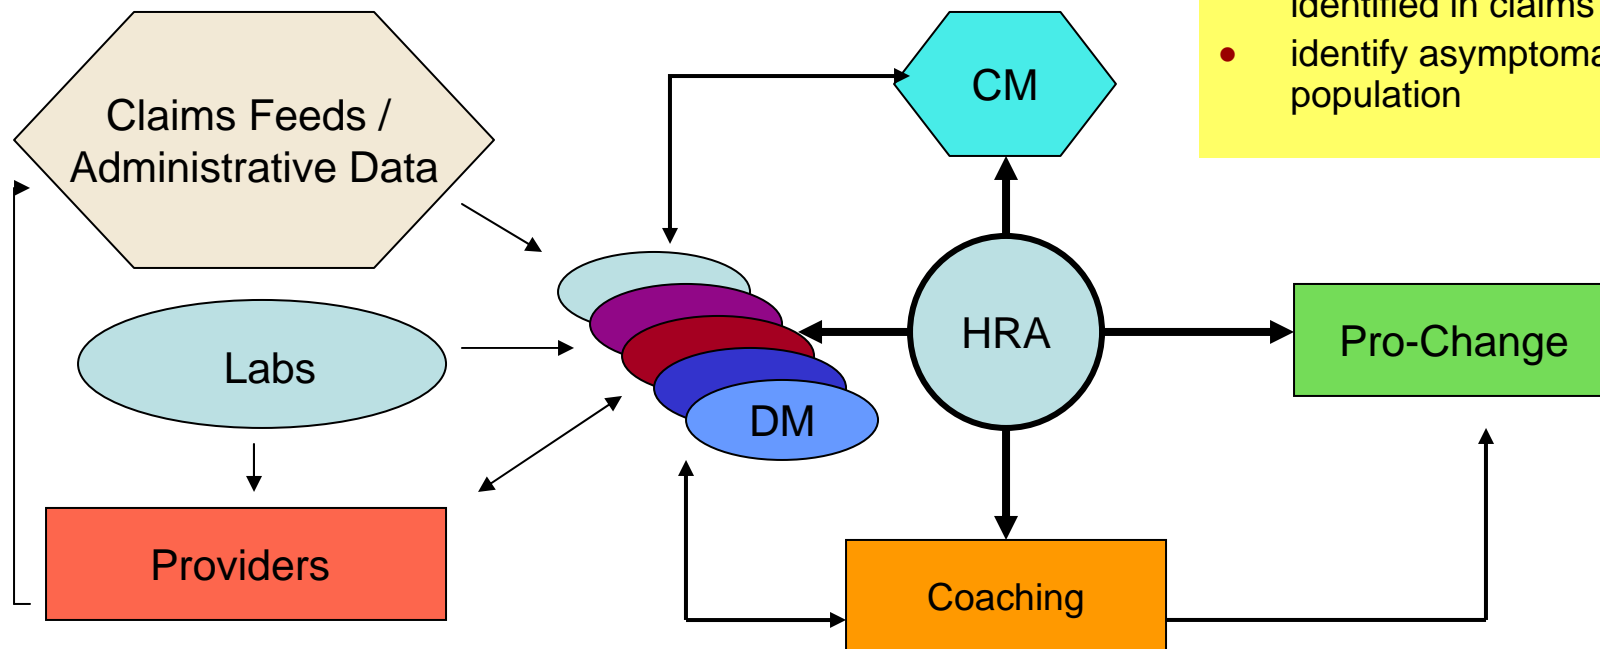 identified in claims
• identify asymptoma
population
CM
Claims Feeds /
Administrative Data
HRA
Pro-Change
Labs
DM
Providers
Coaching